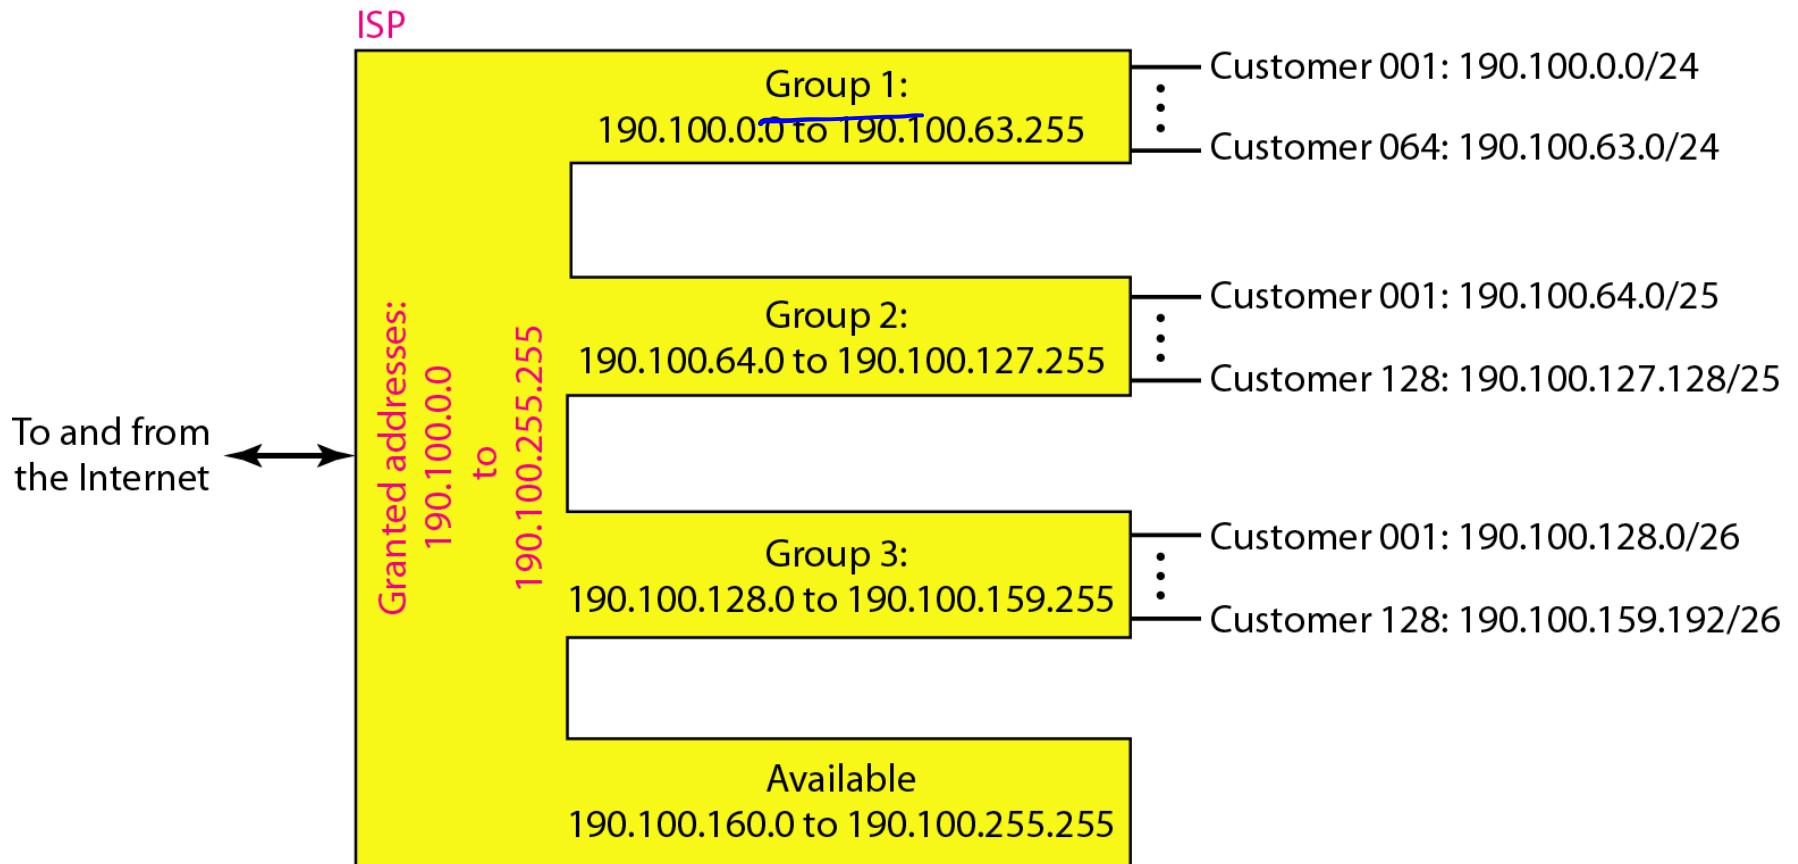 ISP
Group 1:
190.100.0.0 to 190.100.63.255
Customer 001: 190.100.0.0/24
Customer 064: 190.100.63.0/24
Group 2:
190.100.64.0 to 190.100.127.255
Customer 001: 190.100.64.0/25
Customer 128: 190.100.127.128/25
To and from
the Internet
Granted addresses:
190.100.0.0
to
190.100.255.255
Group 3:
190.100.128.0 to 190.100.159.255
Customer 001: 190.100.128.0/26
Customer 128: 190.100.159.192/26
Available
190.100.160.0 to 190.100.255.255